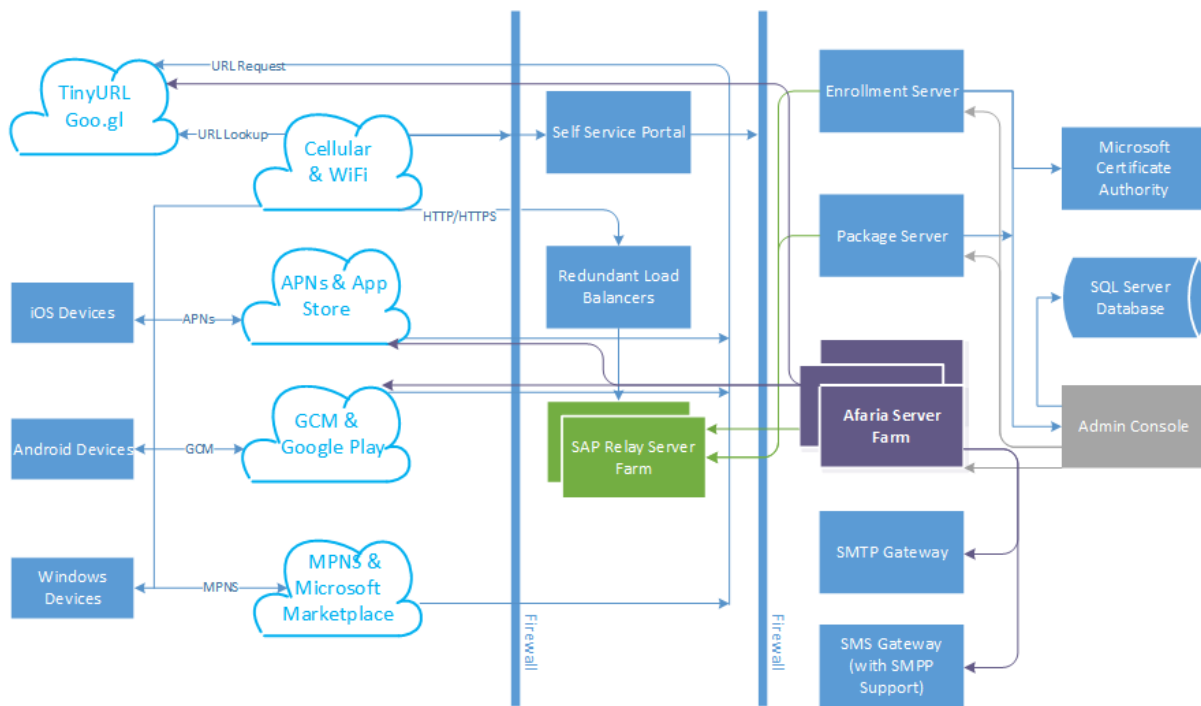 URL Request
TinyURL
Goo.gl
URL Lookup
Cellular
& WiFi
Self Service Portal
Enrollment Server
Microsoft
Certificate
Authority
HTTP/HTTPS
Package Server
Redundant Load
Balancers
APNs & App
Store
iOS Devices
APNs
SQL Server
Database
Afaria Server
Farm
Admin Console
GCM &
Google Play
Android Devices
GCM
SAP Relay Server
Farm
SMTP Gateway
MPNS &
Microsoft
Marketplace
Windows
Devices
MPNS
Firewall
Firewall
SMS Gateway
(with SMPP
Support)